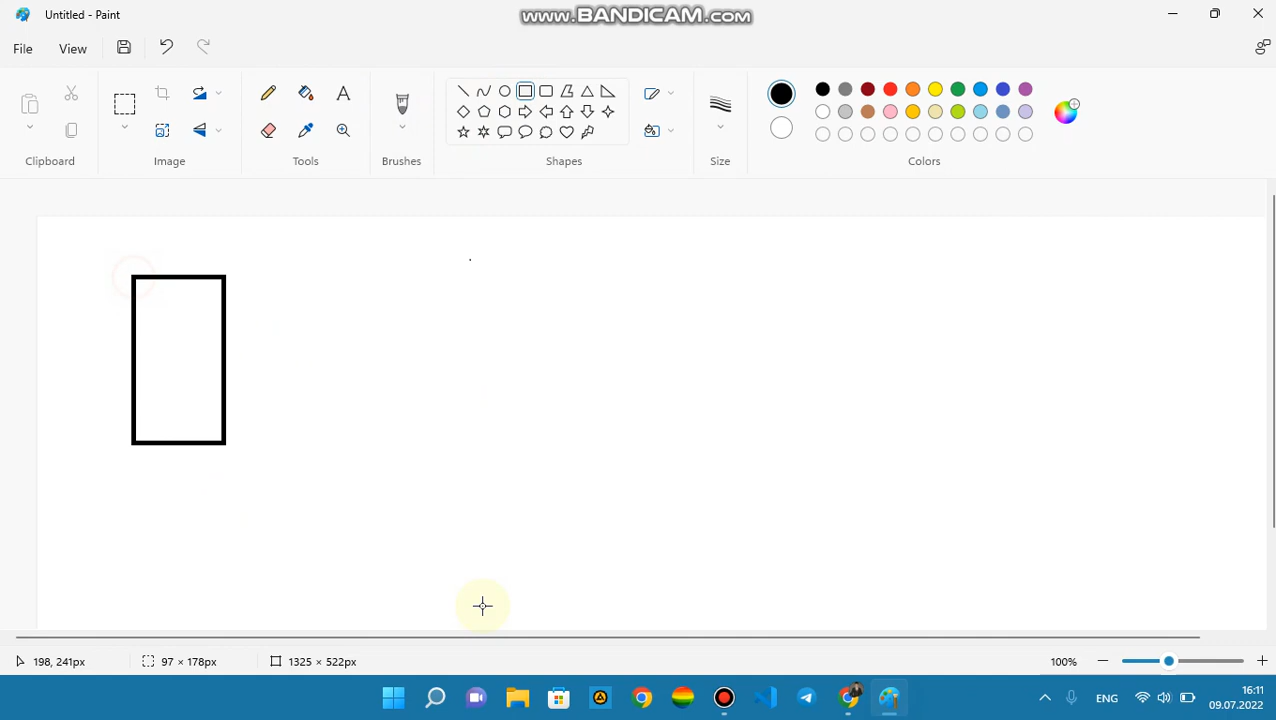 Untitled - Paint
www.BANDICAM.com
File
View
Clipboard
Image
Tools
Brushes
Shapes
Size
Colors
198, 241px
97 × 178px
1325 × 522px
100%
ENG
16:11
09.07.2022